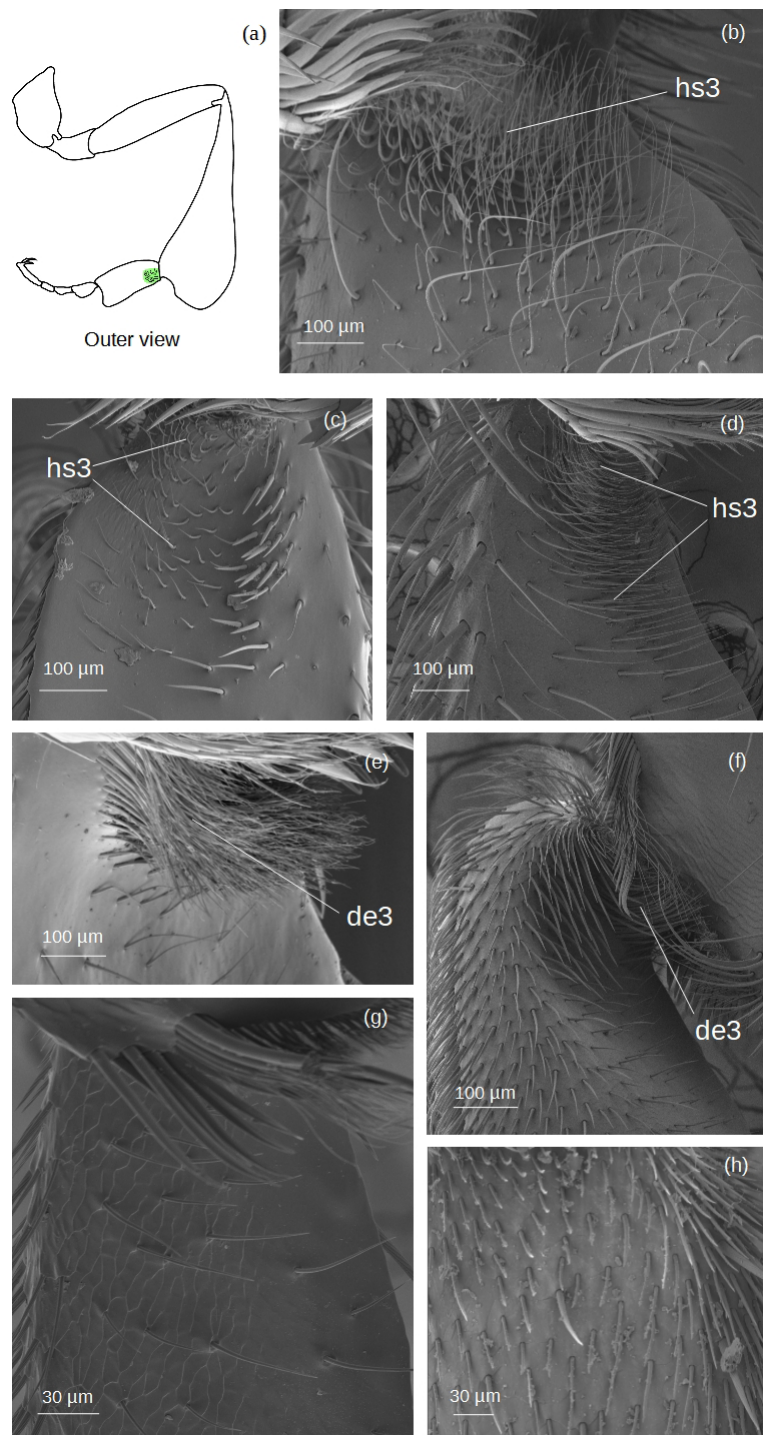 (a)
Outer view
(b)
hs3
100 µm
(c)
hs3
100 µm
(d)
hs3
100 µm
(e)
de3
100 µm
(f)
de3
100 µm
(g)
30 µm
(h)
30 µm